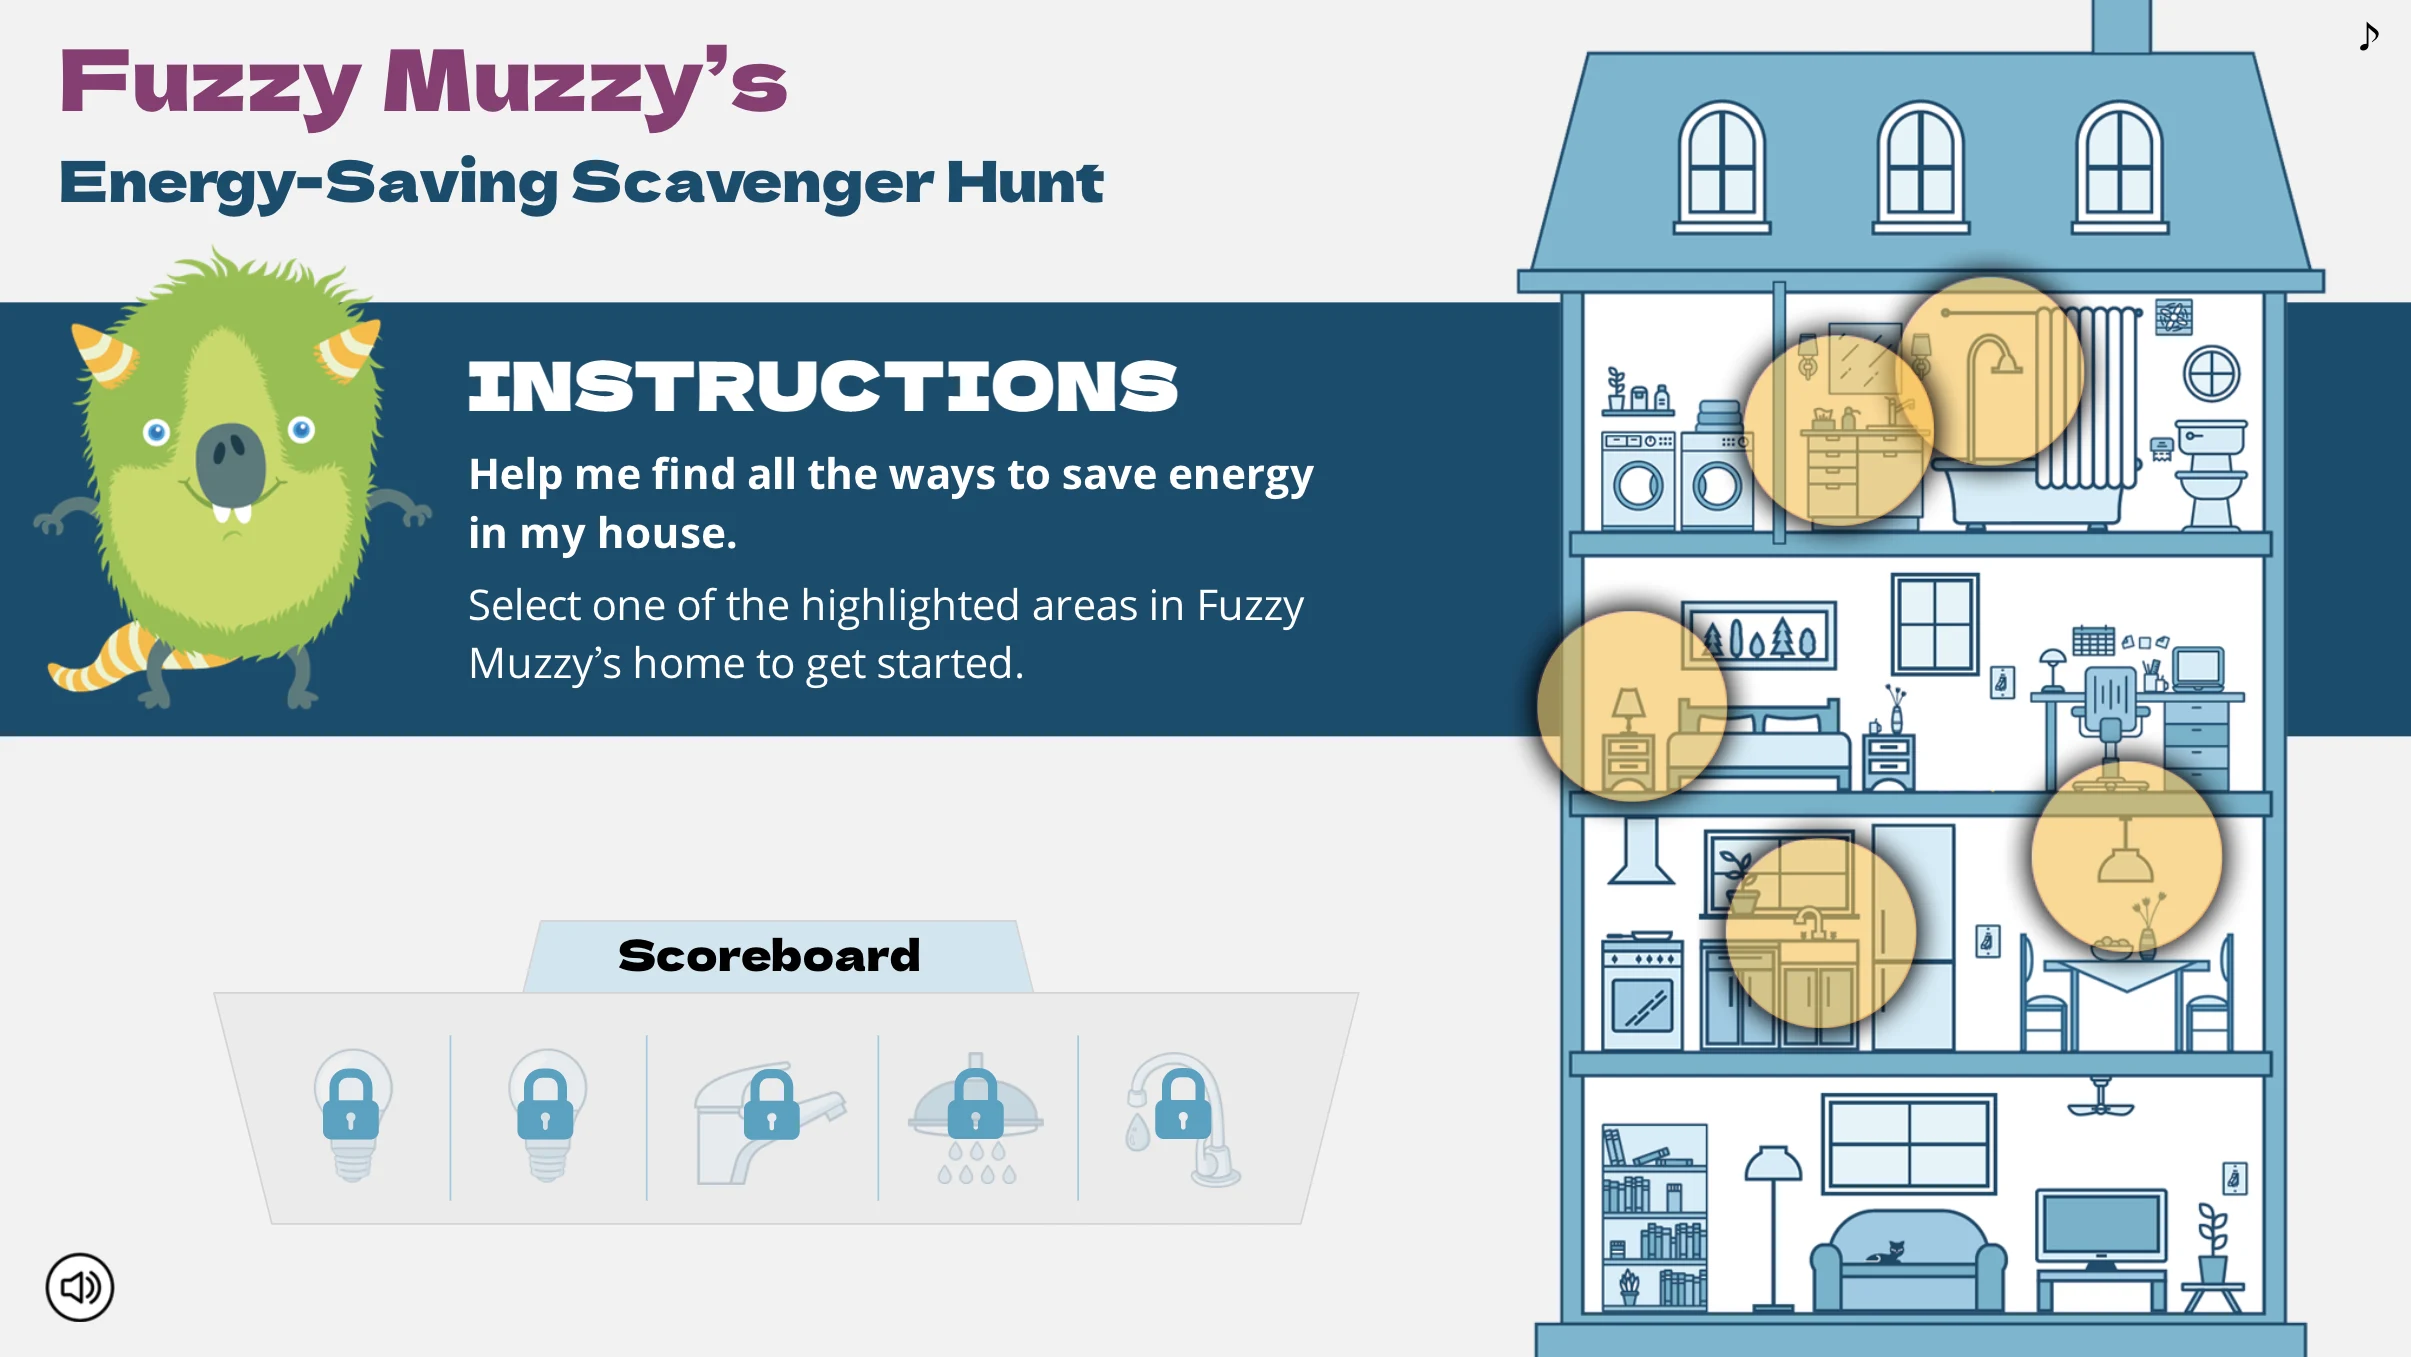 Fuzzy Muzzy’s
Energy-Saving Scavenger Hunt
INSTRUCTIONS
Help me find all the ways to save energy
in my house.
Select one of the highlighted areas in Fuzzy
Muzzy’s home to get started.
Scoreboard